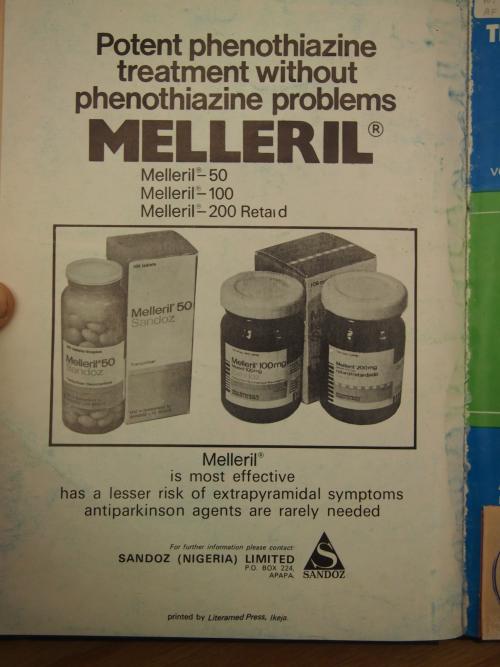 Potent phenothiazine
treatment without
phenothiazine problems
MELLERIL®
Melleril®–50
Melleril®–100
Melleril®–200 Retard
Melleril® 50
Sandoz
Melleril®50
Sandoz
Melleril® 100mg
Melleril® 200mg
Melleril®
is most effective
has a lesser risk of extrapyramidal symptoms
antiparkinson agents are rarely needed
For further information please contact:
SANDOZ (NIGERIA) LIMITED
P.O. BOX 224,
APAPA.
SANDOZ
printed by Literamed Press, Ikeja.